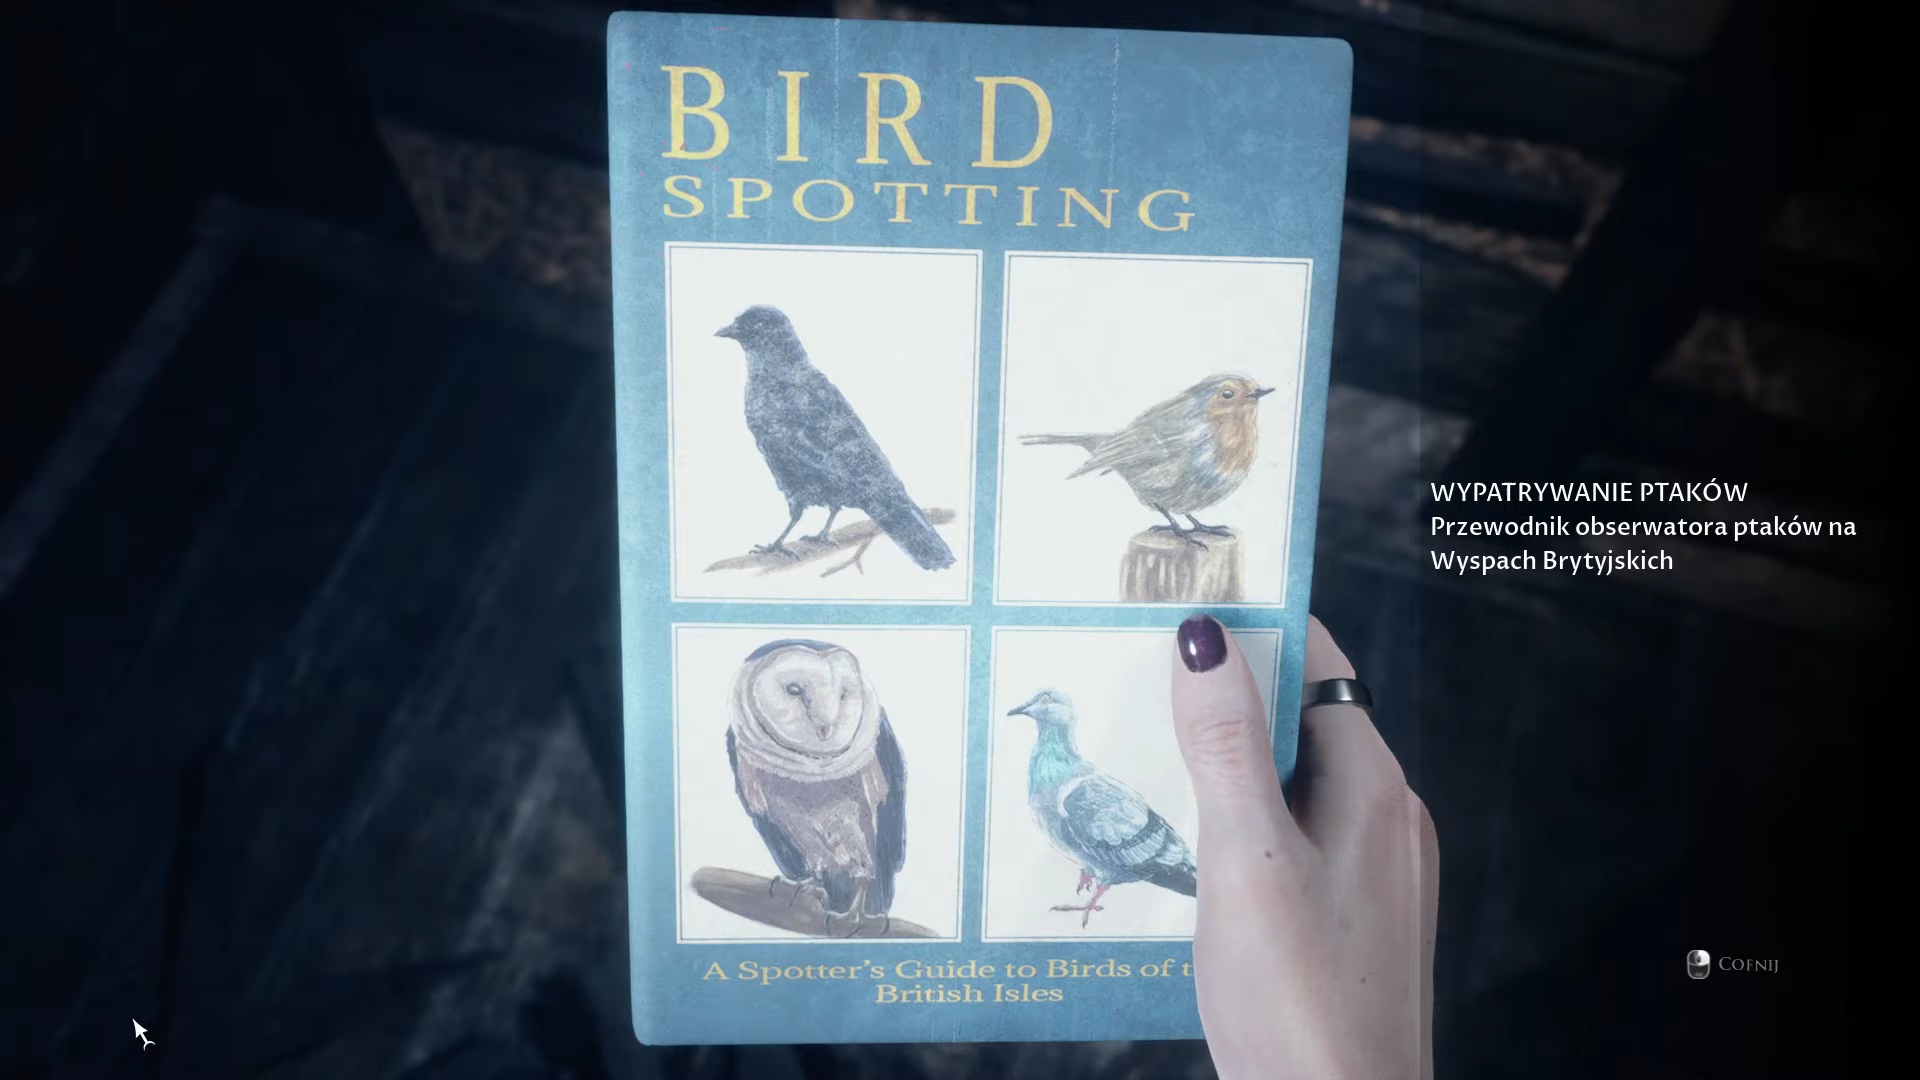 BIRD
SPOTTING
A Spotter's Guide to Birds of
British Isles
WYPATRYWANIE PTAKÓW
Przewodnik obserwatora ptaków na
Wyspach Brytyjskich
Cofnij